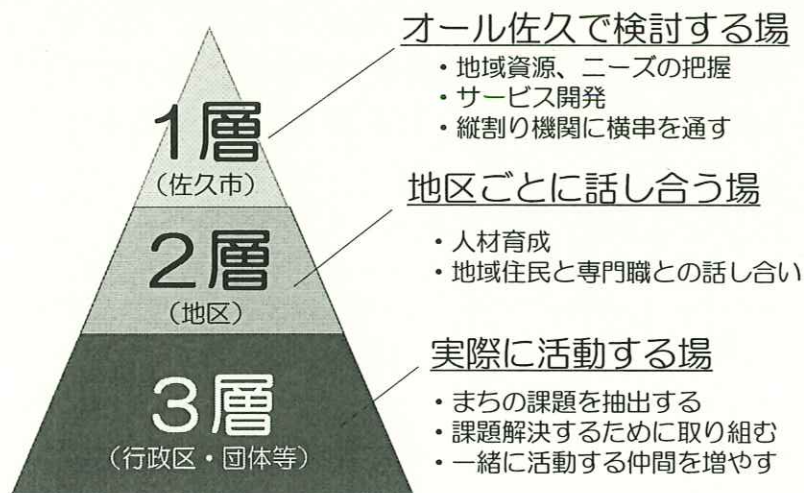 オール佐久で検討する場
・地域資源、ニーズの把握
・サービス開発
・縦割り機関に横串を通す
1層
(佐久市)
地区ごとに話し合う場
・人材育成
・地域住民と専門職との話し合い
2層
(地区)
実際に活動する場
・まちの課題を抽出する
・課題解決するために取り組む
・一緒に活動する仲間を増やす
3層
(行政区・団体等)